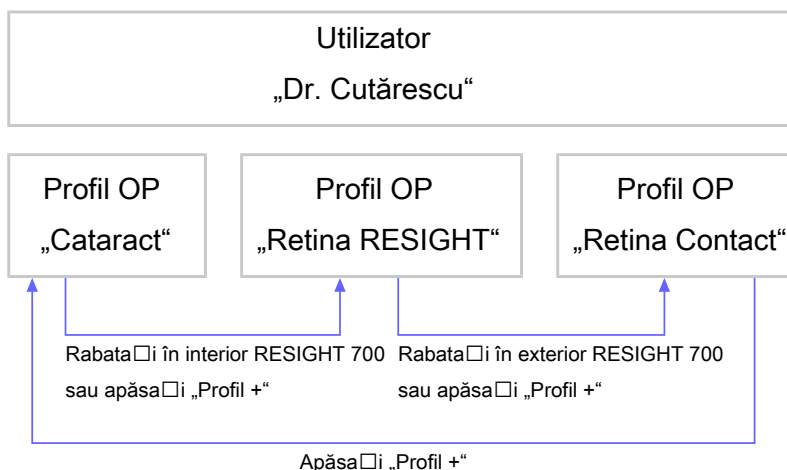 Utilizator
„Dr. Cutărescu“
Profil OP
„Cataract“
Profil OP
„Retina RESIGHT“
Profil OP
„Retina Contact“
Rabata□i în interior RESIGHT 700
sau apăsa□i „Profil +“
Rabata□i în exterior RESIGHT 700
sau apăsa□i „Profil +“
Apăsa□i „Profil +“